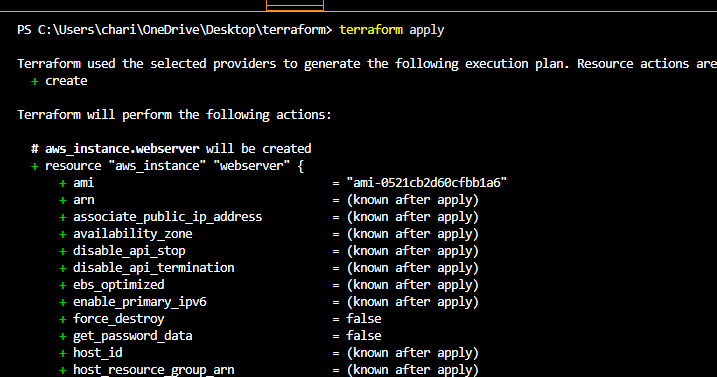 PS C:\Users\chari\OneDrive\Desktop\terraform> terraform apply
Terraform used the selected providers to generate the following execution plan. Resource actions are
+ create
Terraform will perform the following actions:
# aws_instance.webserver will be created
+ resource "aws_instance" "webserver" {
+ ami = "ami-0521cb2d60cfbb1a6"
+ arn = (known after apply)
+ associate_public_ip_address = (known after apply)
+ availability_zone = (known after apply)
+ disable_api_stop = (known after apply)
+ disable_api_termination = (known after apply)
+ ebs_optimized = (known after apply)
+ enable_primary_ipv6 = (known after apply)
+ force_destroy = false
+ get_password_data = false
+ host_id = (known after apply)
+ host_resource_group_arn = (known after apply)